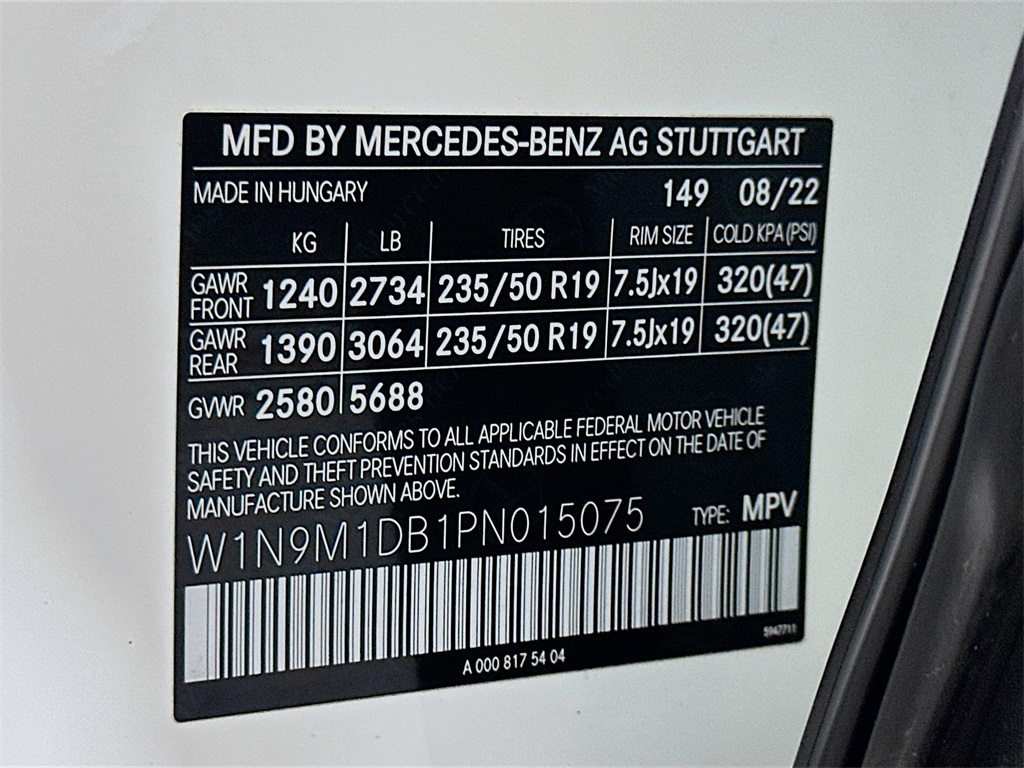 MFD BY MERCEDES-BENZ AG STUTTGART
MADE IN HUNGARY 149 08/22
KG LB TIRES RIM SIZE COLD KPA (PSI)
GAWR FRONT 1240 2734 235/50 R19 7.5Jx19 320(47)
GAWR REAR 1390 3064 235/50 R19 7.5Jx19 320(47)
GVWR 2580 5688
THIS VEHICLE CONFORMS TO ALL APPLICABLE FEDERAL MOTOR VEHICLE
SAFETY AND THEFT PREVENTION STANDARDS IN EFFECT ON THE DATE OF
MANUFACTURE SHOWN ABOVE.
W1N9M1DB1PN015075 TYPE: MPV
5947711
A 000 817 54 04